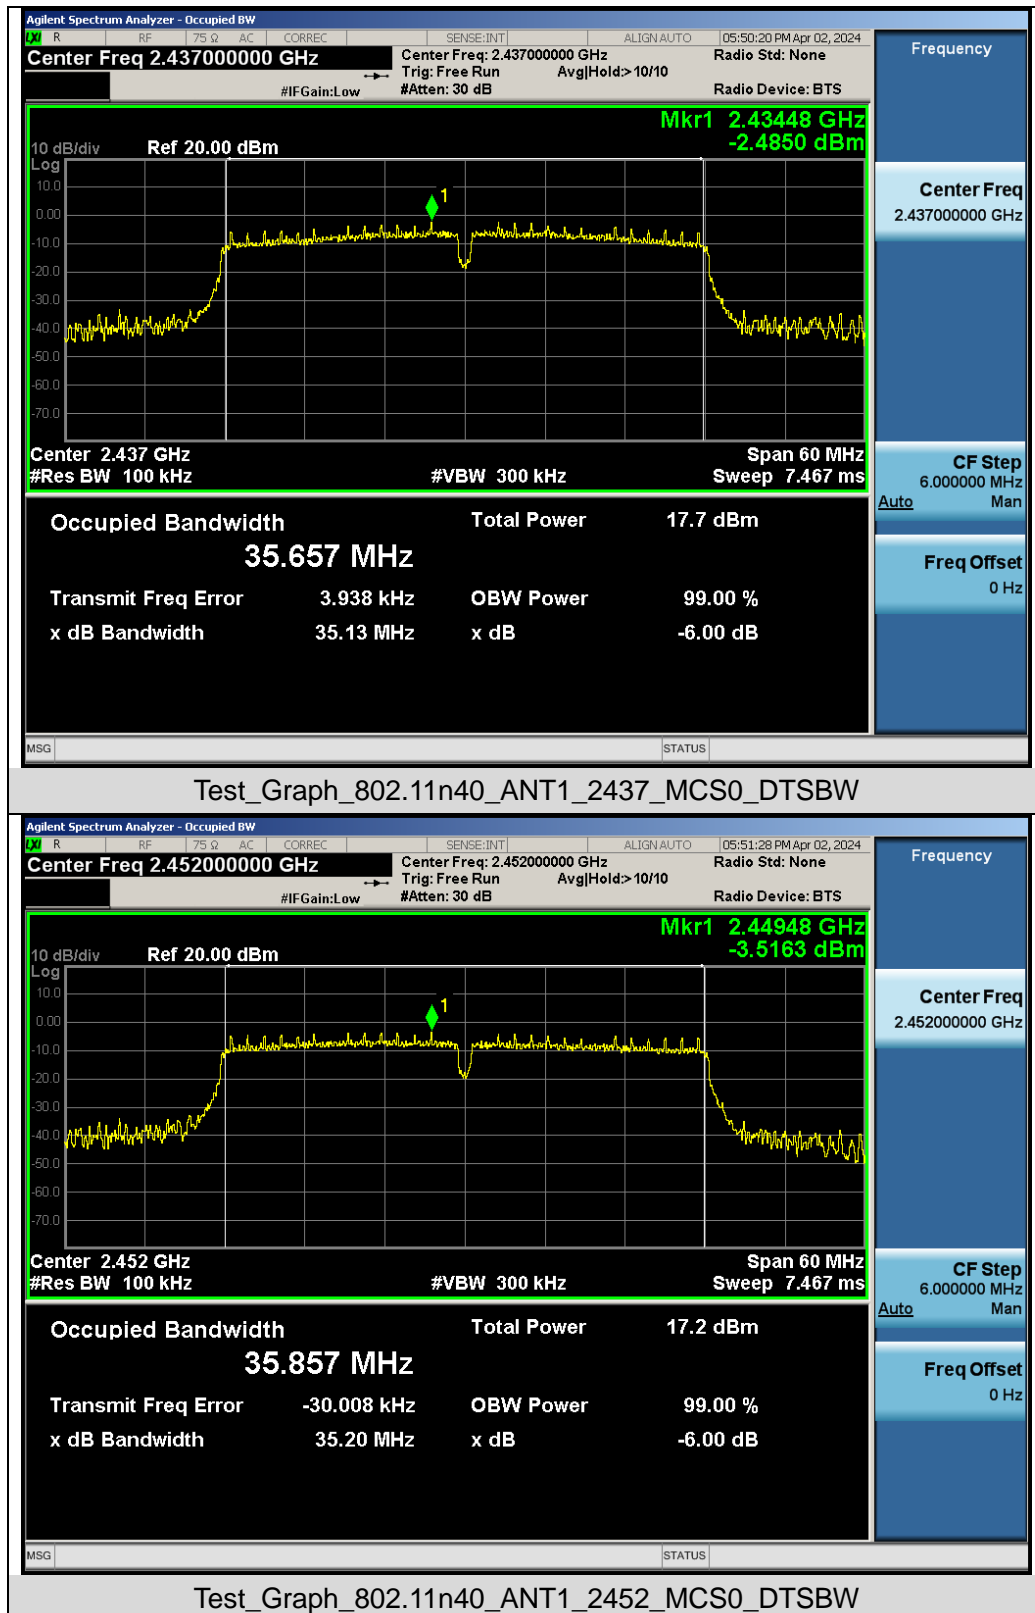 Agilent Spectrum Analyzer - Occupied BW
LXI R RF 75 Ω AC CORREC SENSE:INT ALIGN AUTO 05:50:20 PM Apr 02, 2024
Center Freq 2.437000000 GHz Center Freq: 2.437000000 GHz Radio Std: None Frequency
Trig: Free Run Avg|Hold:> 10/10
#IFGain:Low #Atten: 30 dB Radio Device: BTS
Mkr1 2.43448 GHz
10 dB/div Ref 20.00 dBm -2.4850 dBm
Log
10.0
1
0.00
-10.0
-20.0
-30.0
-40.0
-50.0
-60.0
-70.0
Center Freq
2.437000000 GHz
Center 2.437 GHz Span 60 MHz
#Res BW 100 kHz #VBW 300 kHz Sweep 7.467 ms
CF Step
6.000000 MHz
Auto Man
Occupied Bandwidth Total Power 17.7 dBm
35.657 MHz
Freq Offset
0 Hz
Transmit Freq Error 3.938 kHz OBW Power 99.00 %
x dB Bandwidth 35.13 MHz x dB -6.00 dB
MSG STATUS
Test_Graph_802.11n40_ANT1_2437_MCS0_DTSBW
Agilent Spectrum Analyzer - Occupied BW
LXI R RF 75 Ω AC CORREC SENSE:INT ALIGN AUTO 05:51:28 PM Apr 02, 2024
Center Freq 2.452000000 GHz Center Freq: 2.452000000 GHz Radio Std: None Frequency
Trig: Free Run Avg|Hold:> 10/10
#IFGain:Low #Atten: 30 dB Radio Device: BTS
Mkr1 2.44948 GHz
10 dB/div Ref 20.00 dBm -3.5163 dBm
Log
10.0
1
0.00
-10.0
-20.0
-30.0
-40.0
-50.0
-60.0
-70.0
Center Freq
2.452000000 GHz
Center 2.452 GHz Span 60 MHz
#Res BW 100 kHz #VBW 300 kHz Sweep 7.467 ms
CF Step
6.000000 MHz
Auto Man
Occupied Bandwidth Total Power 17.2 dBm
35.857 MHz
Freq Offset
0 Hz
Transmit Freq Error -30.008 kHz OBW Power 99.00 %
x dB Bandwidth 35.20 MHz x dB -6.00 dB
MSG STATUS
Test_Graph_802.11n40_ANT1_2452_MCS0_DTSBW